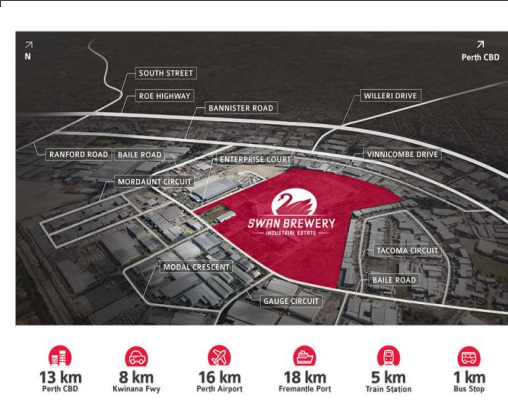 N
Perth CBD
SOUTH STREET
ROE HIGHWAY
WILLERI DRIVE
BANNISTER ROAD
RANFORD ROAD
BAILE ROAD
ENTERPRISE COURT
VINNICOMBE DRIVE
MORDAUNT CIRCUIT
SWAN BREWERY
INDUSTRIAL ESTATE
TACOMA CIRCUIT
MODAL CRESCENT
BAILE ROAD
GAUGE CIRCUIT
13 km
Perth CBD
8 km
Kwinana Fwy
16 km
Perth Airport
18 km
Fremantle Port
5 km
Train Station
1 km
Bus Stop